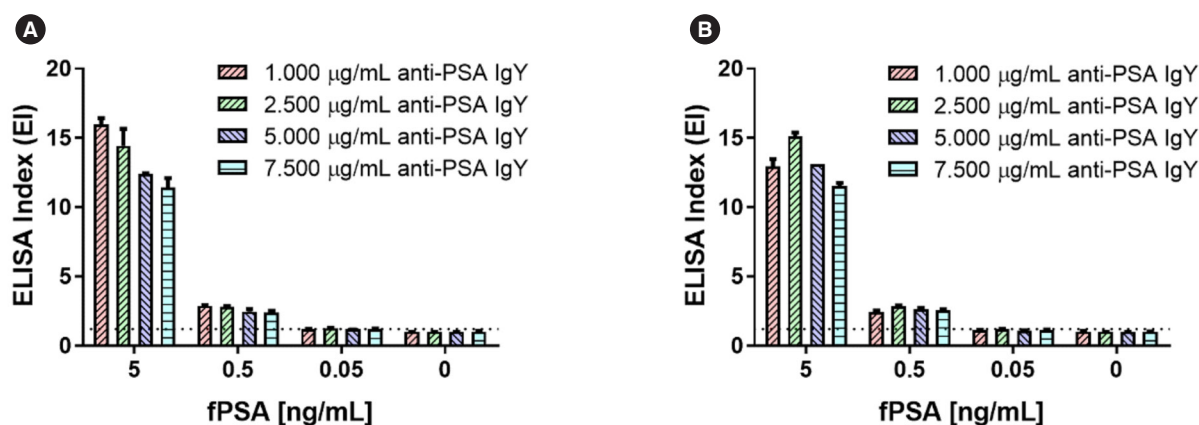 A
ELISA Index (EI)
20
15
10
5
0
1.000 μg/mL anti-PSA IgY
2.500 μg/mL anti-PSA IgY
5.000 μg/mL anti-PSA IgY
7.500 μg/mL anti-PSA IgY
5 0.5 0.05 0
fPSA [ng/mL]
B
ELISA Index (EI)
20
15
10
5
0
1.000 μg/mL anti-PSA IgY
2.500 μg/mL anti-PSA IgY
5.000 μg/mL anti-PSA IgY
7.500 μg/mL anti-PSA IgY
5 0.5 0.05 0
fPSA [ng/mL]